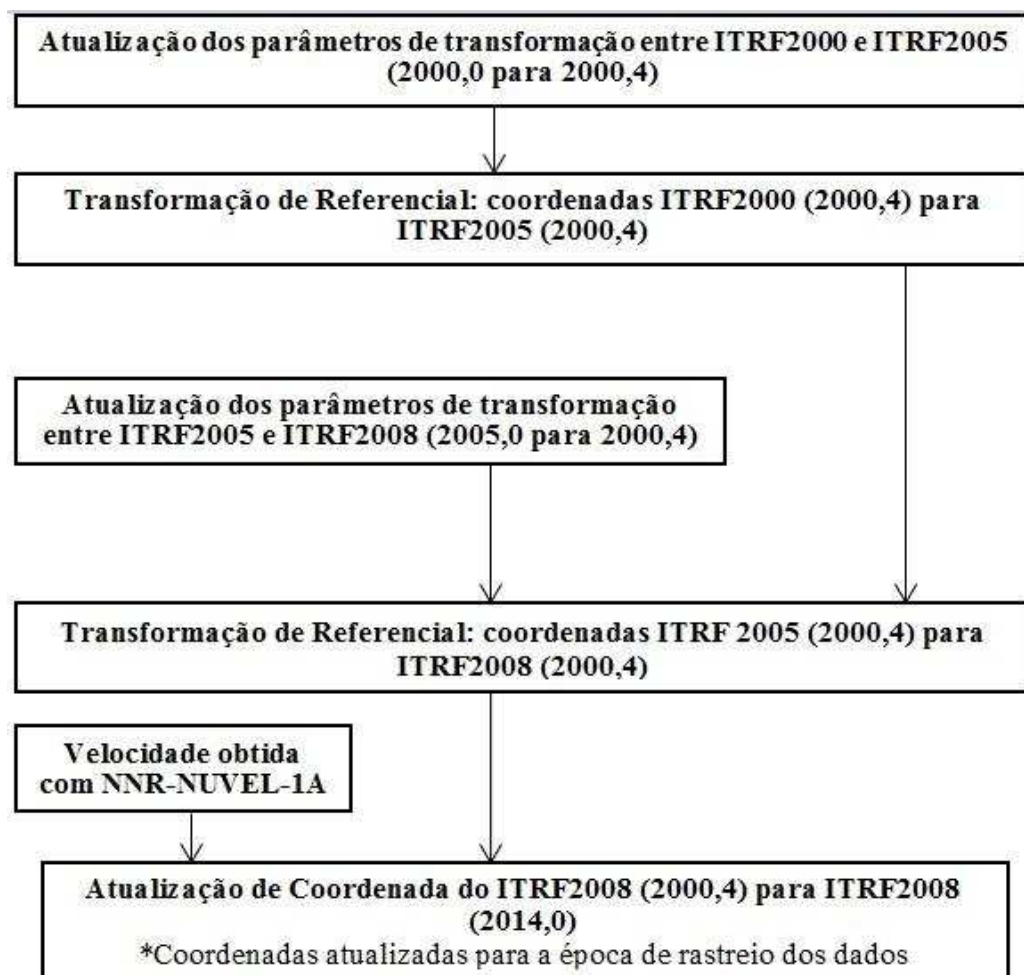 Atualização dos parâmetros de transformação entre ITRF2000 e ITRF2005
(2000,0 para 2000,4)
Transformação de Referencial: coordenadas ITRF2000 (2000,4) para
ITRF2005 (2000,4)
Atualização dos parâmetros de transformação
entre ITRF2005 e ITRF2008 (2005,0 para 2000,4)
Transformação de Referencial: coordenadas ITRF 2005 (2000,4) para
ITRF2008 (2000,4)
Velocidade obtida
com NNR-NUVEL-1A
Atualização de Coordenada do ITRF2008 (2000,4) para ITRF2008
(2014,0)
*Coordenadas atualizadas para a época de rastreio dos dados